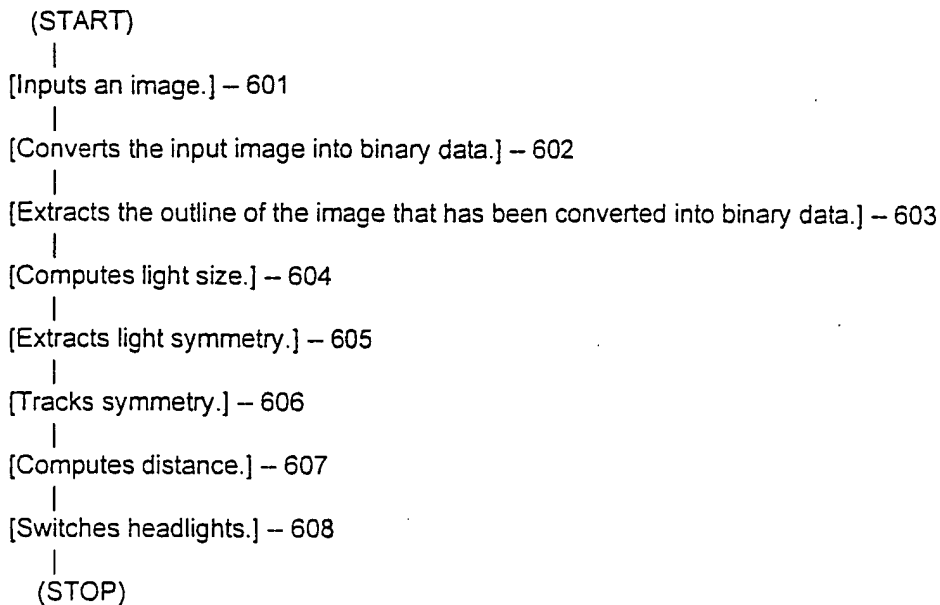 (START)
[Inputs an image.] – 601
[Converts the input image into binary data.] – 602
[Extracts the outline of the image that has been converted into binary data.] – 603
[Computes light size.] – 604
[Extracts light symmetry.] – 605
[Tracks symmetry.] – 606
[Computes distance.] – 607
[Switches headlights.] – 608
(STOP)